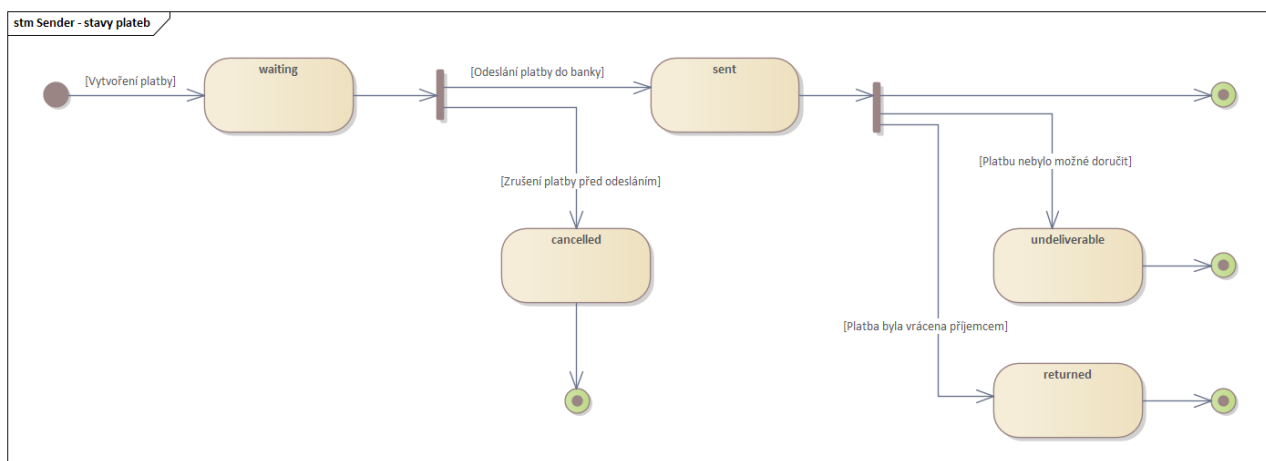 stm Sender - stavy plateb
waiting
sent
[Vytvoření platby]
[Odeslání platby do banky]
[Platbu nebylo možné doručit]
[Zrušení platby před odesláním]
cancelled
undeliverable
[Platba byla vrácena příjemcem]
returned